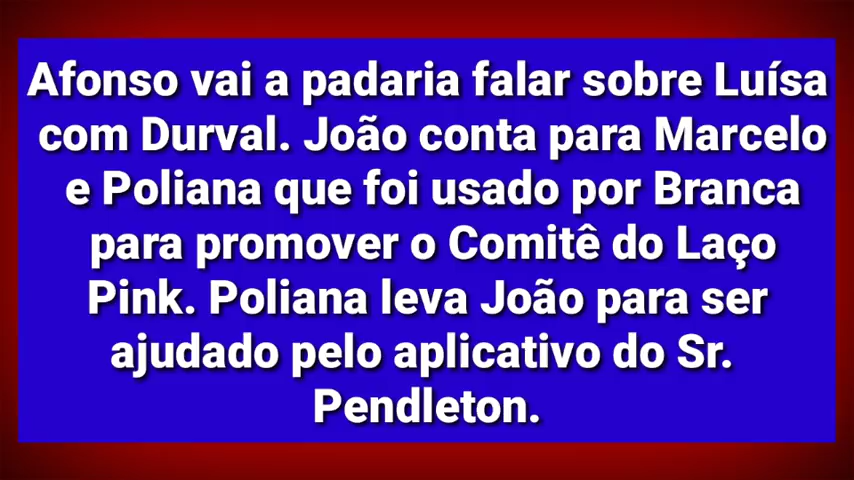 Afonso vai a padaria falar sobre Luísa
com Durval. João conta para Marcelo
e Poliana que foi usado por Branca
para promover o Comitê do Laço
Pink. Poliana leva João para ser
ajudado pelo aplicativo do Sr.
Pendleton.